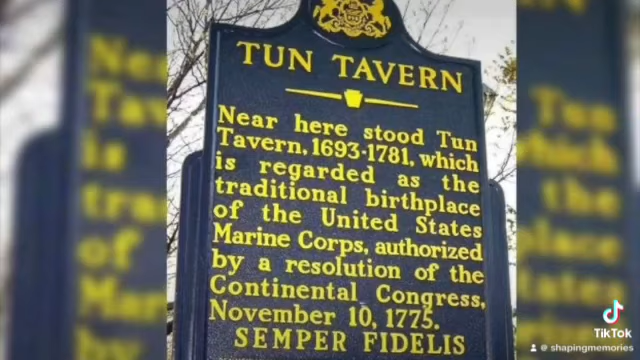 TUN TAVERN
Near here stood Tun
Tavern, 1693-1781, which
is regarded as the
traditional birthplace
of the United States
Marine Corps, authorized
by a resolution of the
Continental Congress,
November 10, 1775.
SEMPER FIDELIS
TikTok
@ shapingmemories